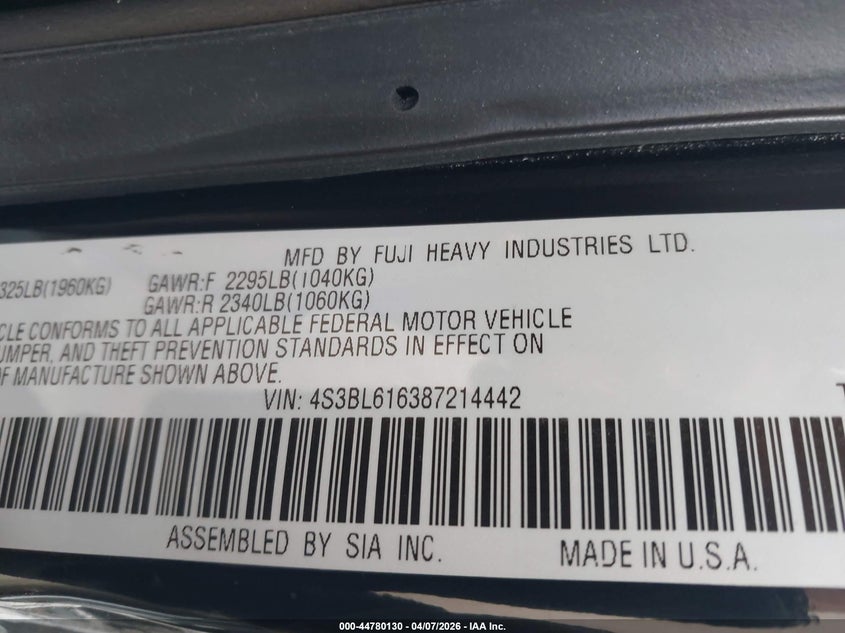 MFD BY FUJI HEAVY INDUSTRIES LTD.
325LB(1960KG) GAWR:F 2295LB(1040KG)
GAWR:R 2340LB(1060KG)
CLE CONFORMS TO ALL APPLICABLE FEDERAL MOTOR VEHICLE
UMPER, AND THEFT PREVENTION STANDARDS IN EFFECT ON
OF MANUFACTURE SHOWN ABOVE.
VIN: 4S3BL616387214442
ASSEMBLED BY SIA INC. MADE IN U.S.A.
000-44780130 - 04/07/2026 - IAA Inc.